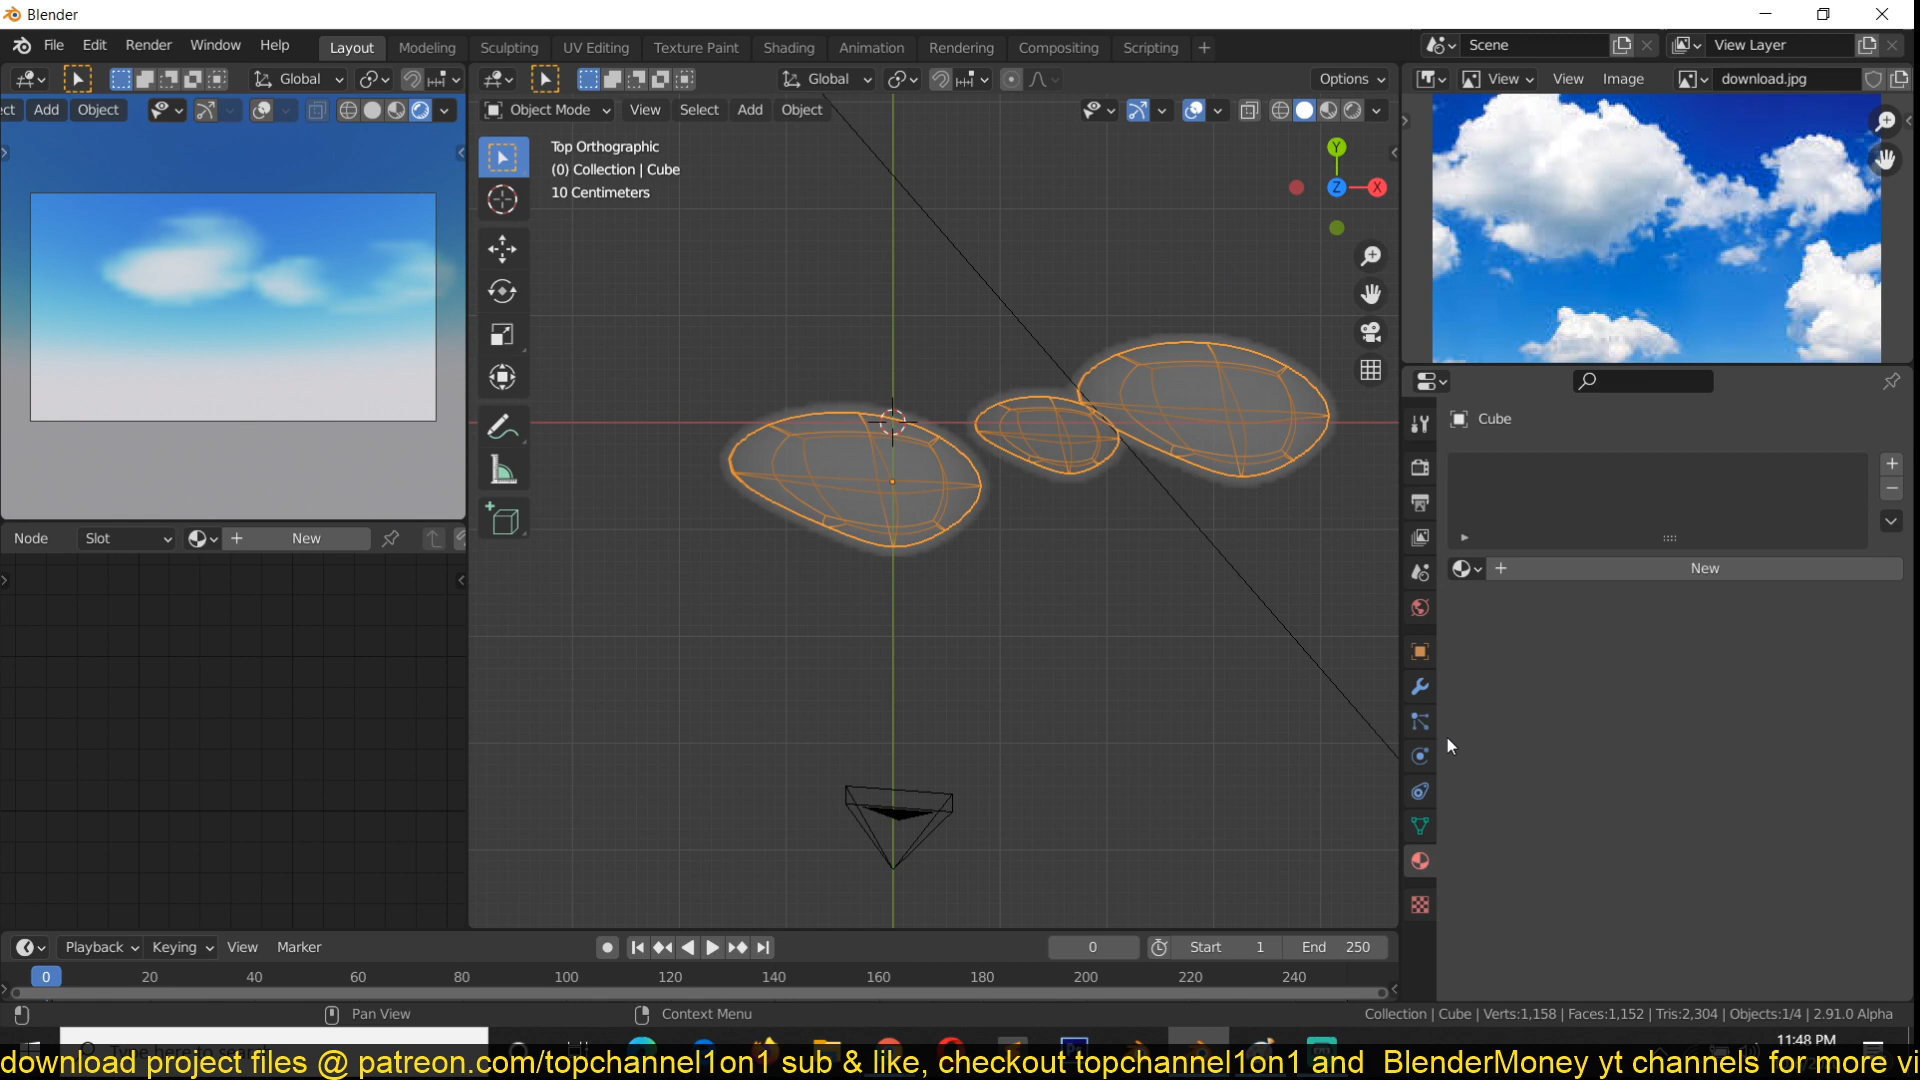 Blender
File Edit Render Window Help Layout Modeling Sculpting UV Editing Texture Paint Shading Animation Rendering Compositing Scripting + Scene View Layer
Global Global Options View View Image download.jpg
ect Add Object Object Mode View Select Add Object
Top Orthographic
(0) Collection | Cube
10 Centimeters
Y
Z X
Cube
Node Slot + New
+ New
Playback Keying View Marker 0 Start 1 End 250
0 20 40 60 80 100 120 140 160 180 200 220 240
Pan View Context Menu Collection | Cube | Verts:1,158 | Faces:1,152 | Tris:2,304 | Objects:1/4 | 2.91.0 Alpha
11:48 PM
download project files @ patreon.com/topchannel1on1 sub & like, checkout topchannel1on1 and BlenderMoney yt channels for more vi